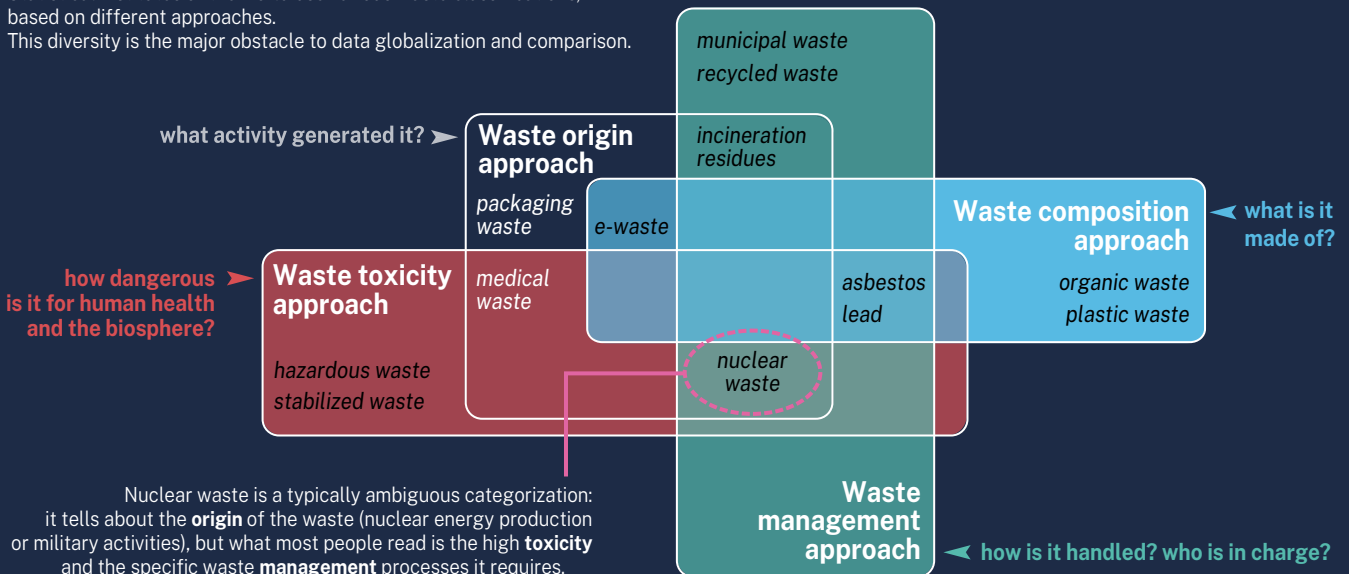 based on different approaches.
This diversity is the major obstacle to data globalization and comparison.
municipal waste
recycled waste
what activity generated it?
Waste origin
approach
incineration
residues
packaging
waste
e-waste
Waste composition
approach
what is it
made of?
how dangerous
is it for human health
and the biosphere?
Waste toxicity
approach
medical
waste
asbestos
lead
organic waste
plastic waste
hazardous waste
stabilized waste
nuclear
waste
Nuclear waste is a typically ambiguous categorization:
it tells about the origin of the waste (nuclear energy production
or military activities), but what most people read is the high toxicity
and the specific waste management processes it requires.
Waste
management
approach
how is it handled? who is in charge?